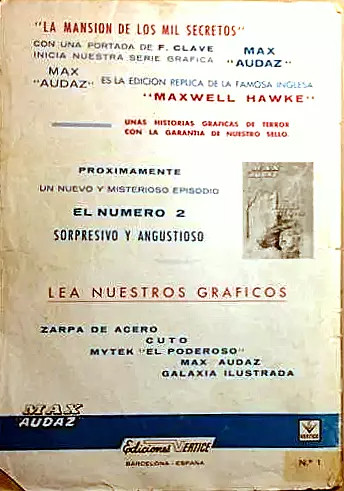 "LA MANSION DE LOS MIL SECRETOS"
CON UNA PORTADA DE F. CLAVE MAX
INICIA NUESTRA SERIE GRAFICA "AUDAZ"
MAX
"AUDAZ" ES LA EDICION REPLICA DE LA FAMOSA INGLESA
"MAXWELL HAWKE"
UNAS HISTORIAS GRAFICAS DE TERROR
CON LA GARANTIA DE NUESTRO SELLO.
PROXIMAMENTE
UN NUEVO Y MISTERIOSO EPISODIO
EL NUMERO 2
SORPRESIVO Y ANGUSTIOSO
MAX
AUDAZ
LEA NUESTROS GRAFICOS
ZARPA DE ACERO
CUTO
MYTEK "EL PODEROSO"
MAX AUDAZ
GALAXIA ILUSTRADA
MAX
AUDAZ
Ediciones VERTICE
BARCELONA - ESPAÑA
VERTICE
N.º 1